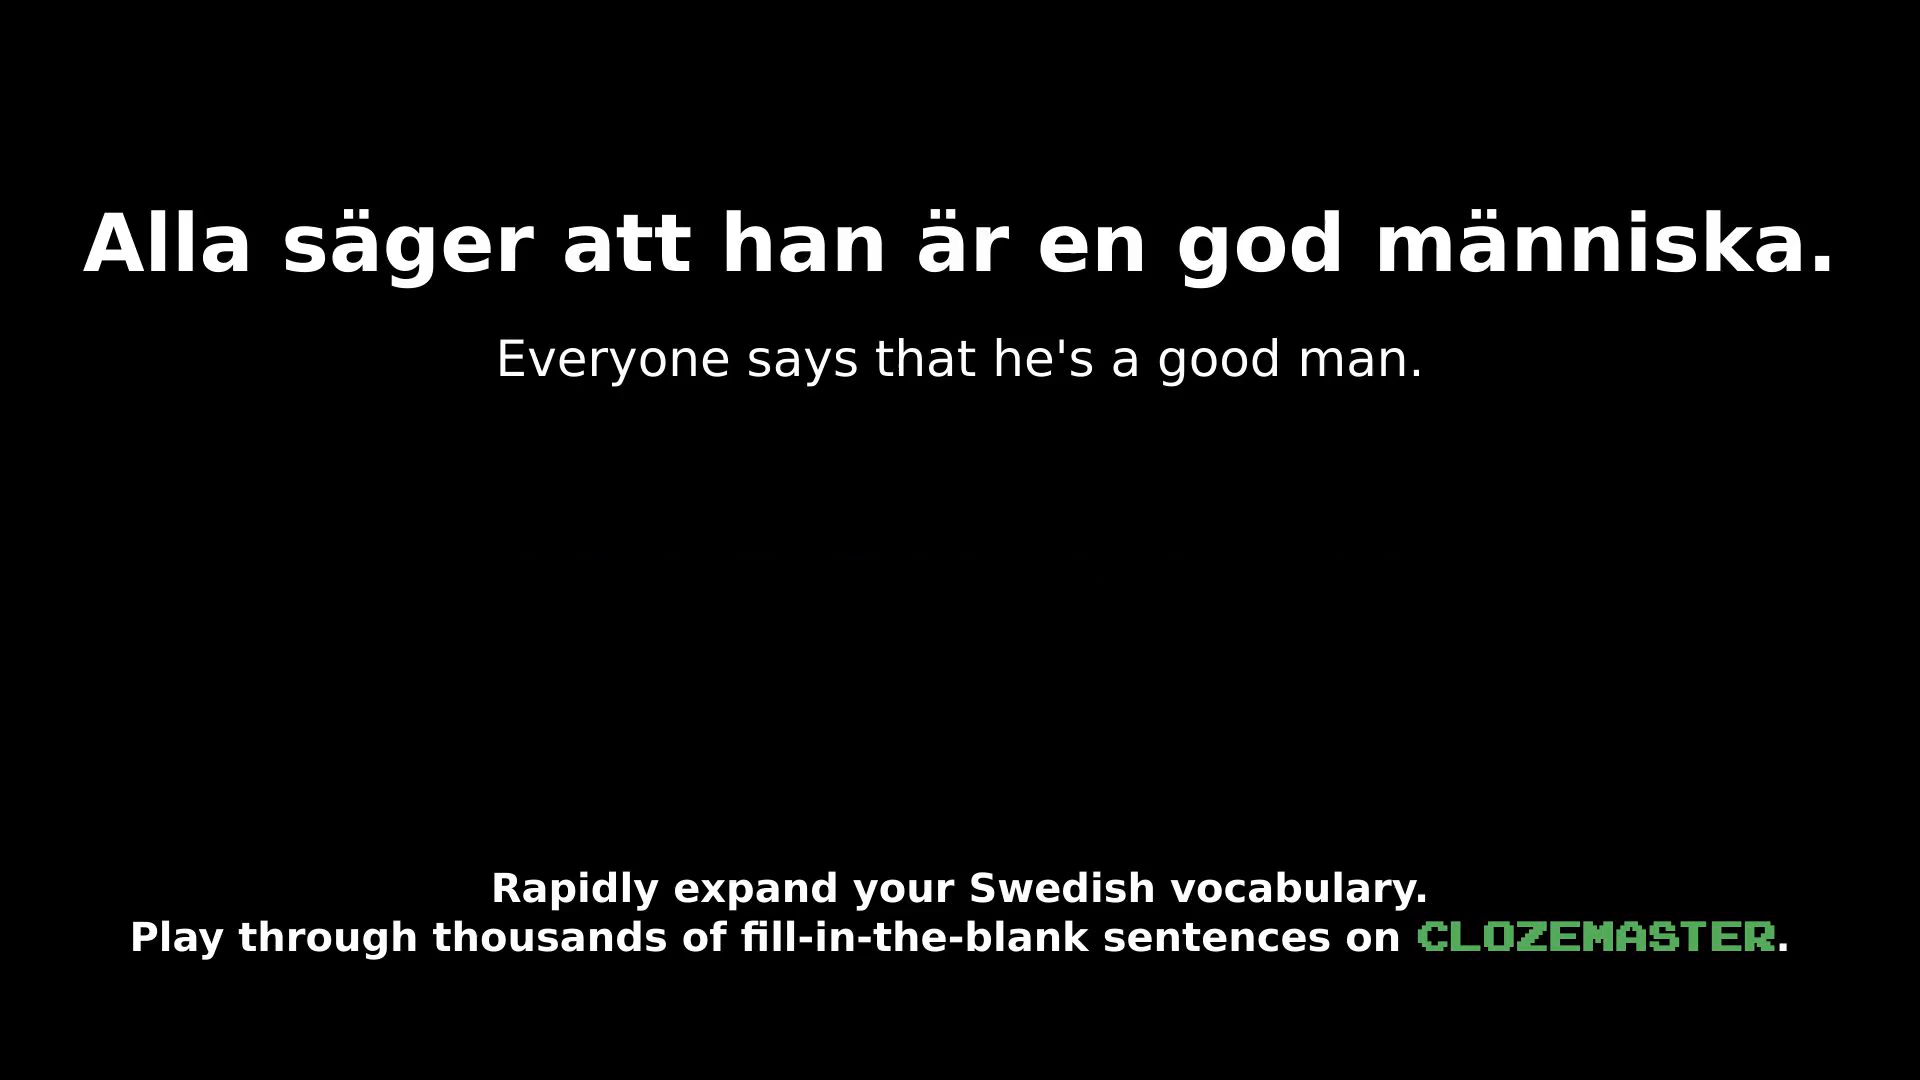 Alla säger att han är en god människa.
Everyone says that he's a good man.
Rapidly expand your Swedish vocabulary.
Play through thousands of fill-in-the-blank sentences on CLOZEMASTER.